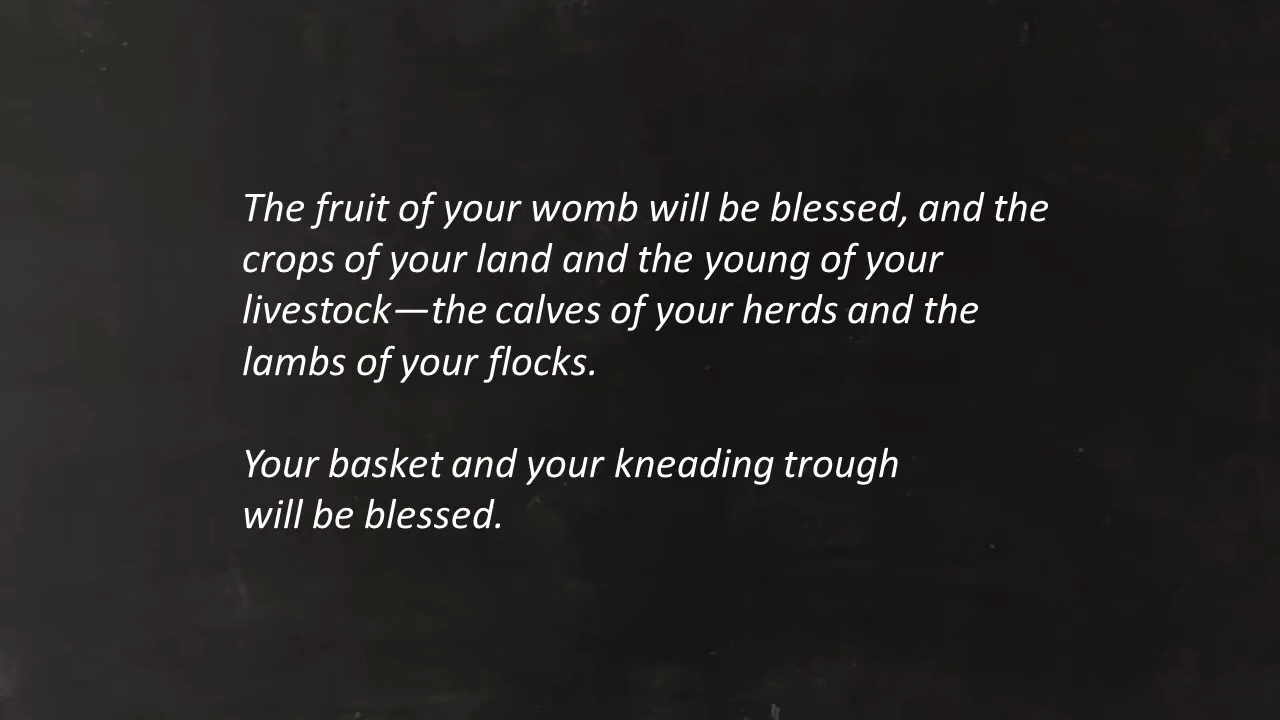 The fruit of your womb will be blessed, and the
crops of your land and the young of your
livestock—the calves of your herds and the
lambs of your flocks.
Your basket and your kneading trough
will be blessed.